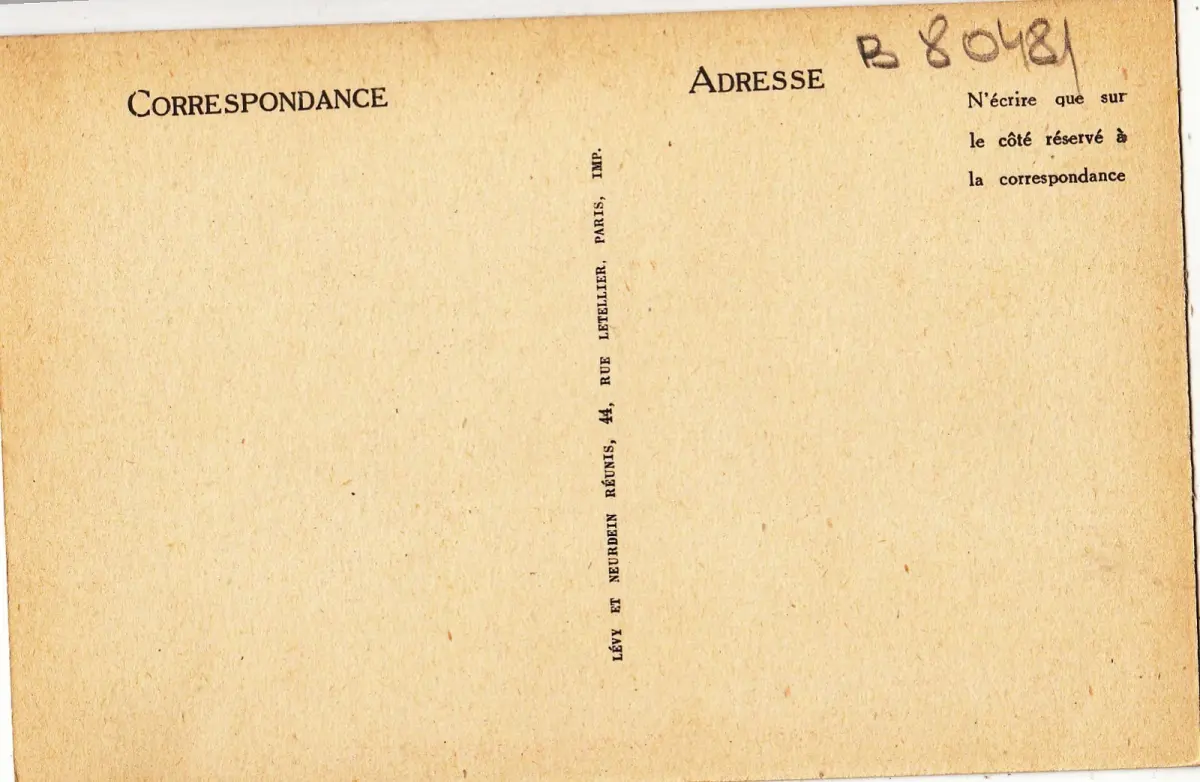 CORRESPONDANCE
ADRESSE
B 80481
N'écrire que sur
le côté réservé à
la correspondance
LÉVY ET NEURDEIN RÉUNIS, 44, RUE LETELLIER, PARIS, IMP.